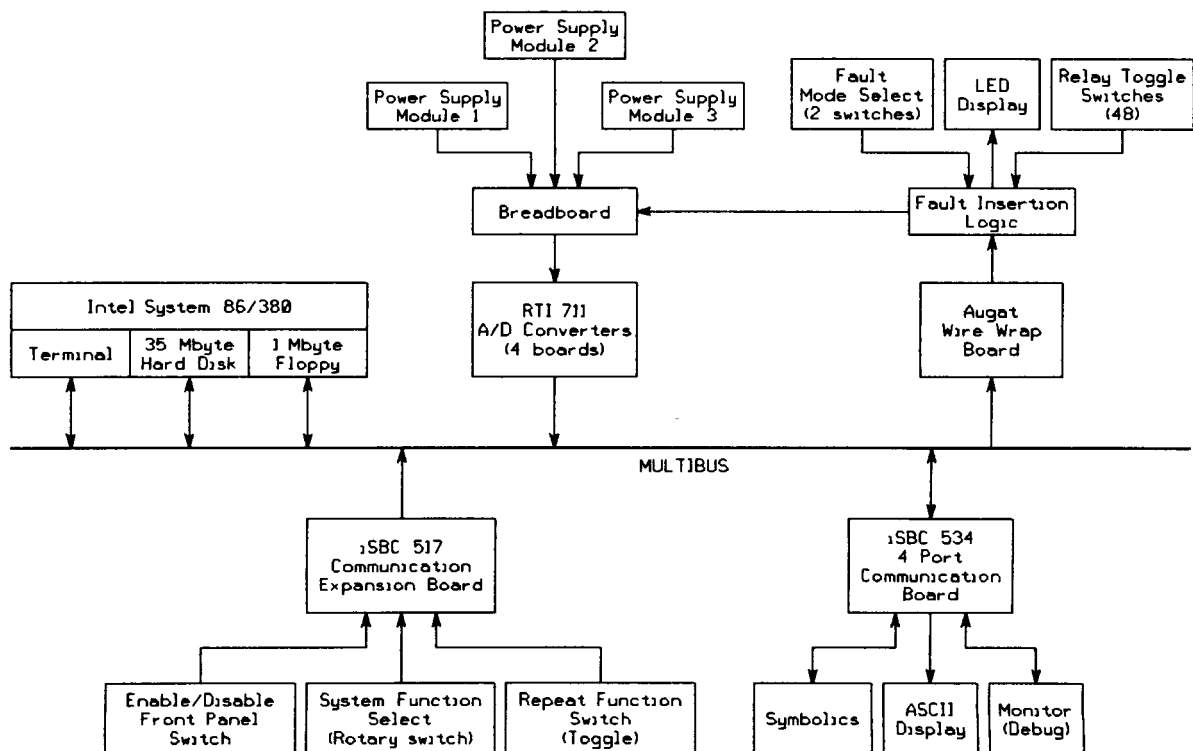 Power Supply
Module 2
Power Supply
Module 1
Power Supply
Module 3
Fault
Mode Select
(2 switches)
LED
Display
Relay Toggle
Switches
(48)
Breadboard
Fault Insertion
Logic
Intel System 86/380
Terminal
35 Mbyte
Hard Disk
1 Mbyte
Floppy
RTI 711
A/D Converters
(4 boards)
Augat
Wire Wrap
Board
MULTIBUS
iSBC 517
Communication
Expansion Board
iSBC 534
4 Port
Communication
Board
Enable/Disable
Front Panel
Switch
System Function
Select
(Rotary switch)
Repeat Function
Switch
(Toggle)
Symbolics
ASCII
Display
Monitor
(Debug)